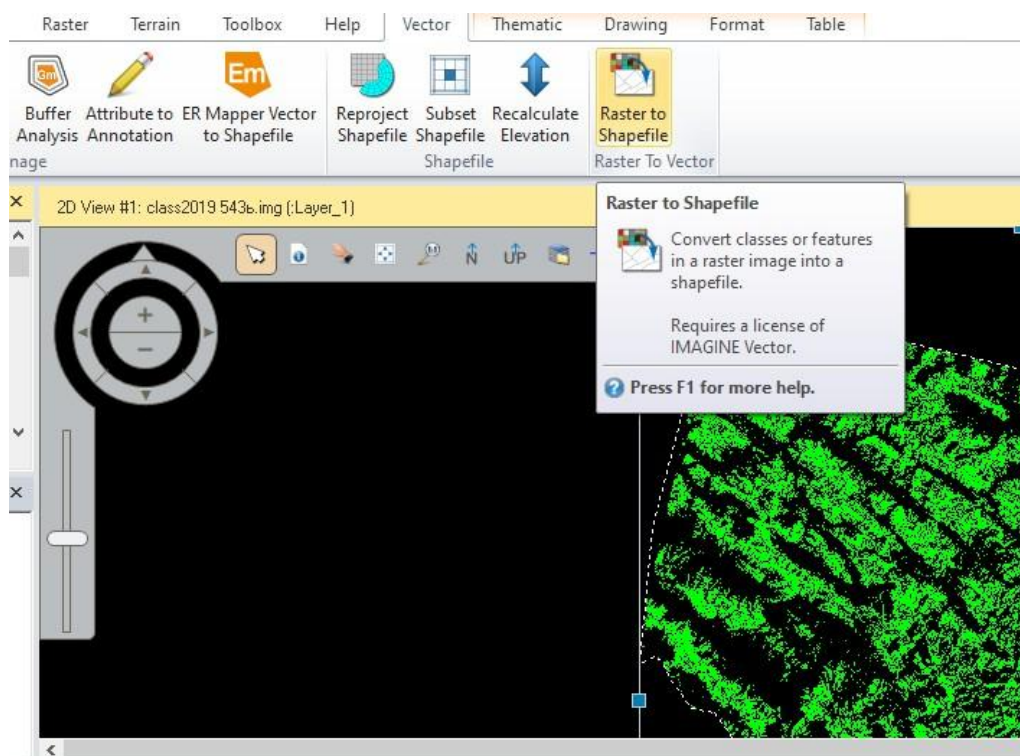 Raster Terrain Toolbox Help Vector Thematic Drawing Format Table
Gm Em
Buffer Attribute to ER Mapper Vector Reproject Subset Recalculate Raster to
Analysis Annotation to Shapefile Shapefile Shapefile Elevation Shapefile
nage Shapefile Raster To Vector
2D View #1: class2019 543ь.img (:Layer_1)
Raster to Shapefile
Convert classes or features
in a raster image into a
shapefile.
Requires a license of
IMAGINE Vector.
Press F1 for more help.
N UP